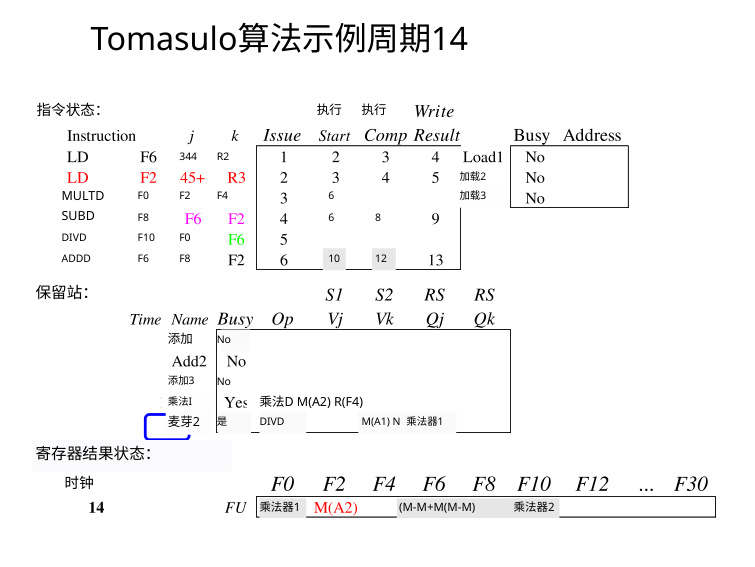 Tomasulo算法示例周期14
指令状态： 执行 执行 Write
Instruction j k Issue Start Comp Result Busy Address
LD F6 344 R2 1 2 3 4 Load1 No
LD F2 45+ R3 2 3 4 5 加载2 No
MULTD F0 F2 F4 3 6 加载3 No
SUBD F8 F6 F2 4 6 8 9
DIVD F10 F0 F6 5
ADDD F6 F8 F2 6 10 12 13
保留站： S1 S2 RS RS
Time Name Busy Op Vj Vk Qj Qk
添加 No
Add2 No
添加3 No
乘法I Yes 乘法D M(A2) R(F4)
麦芽2 是 DIVD M(A1) N 乘法器1
寄存器结果状态：
时钟 F0 F2 F4 F6 F8 F10 F12 ... F30
14 FU 乘法器1 M(A2) (M-M+M(M-M) 乘法器2